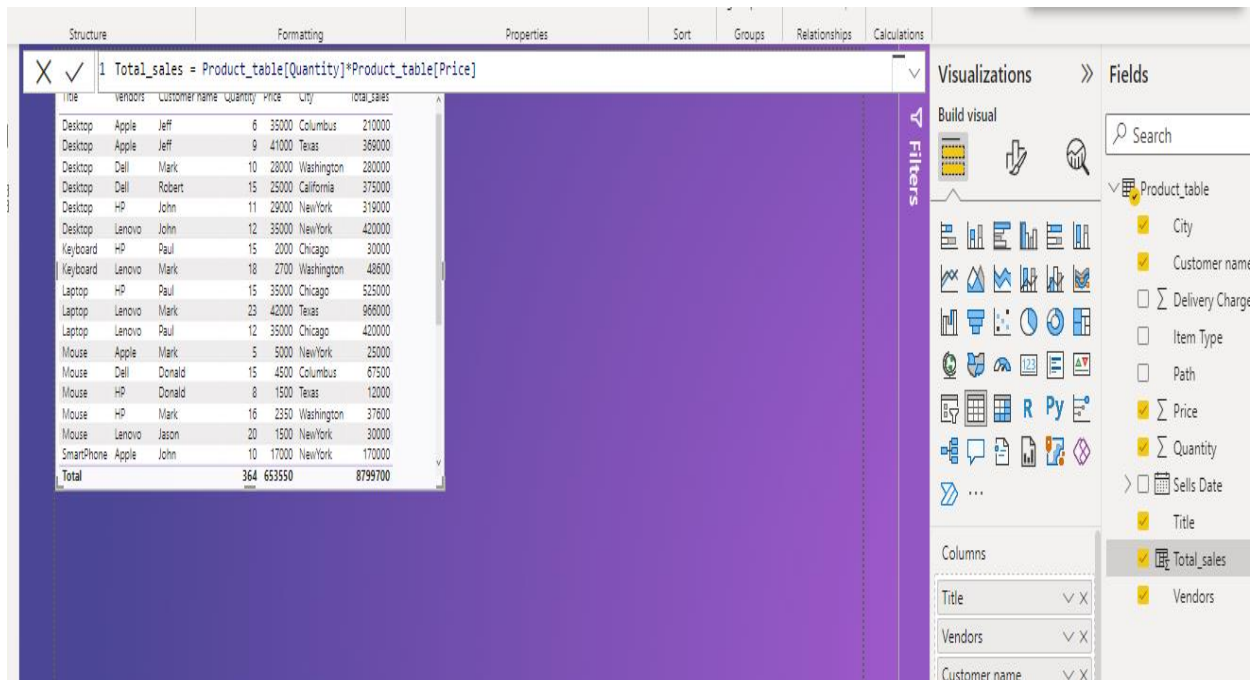 Structure Formatting Properties Sort Groups Relationships Calculations
1 Total_sales = Product_table[Quantity]*Product_table[Price]
Title Vendors Customer name Quantity Price City Total_sales
Desktop Apple Jeff 6 35000 Columbus 210000
Desktop Apple Jeff 9 41000 Texas 369000
Desktop Dell Mark 10 28000 Washington 280000
Desktop Dell Robert 15 25000 California 375000
Desktop HP John 11 29000 NewYork 319000
Desktop Lenovo John 12 35000 NewYork 420000
Keyboard HP Paul 15 2000 Chicago 30000
Keyboard Lenovo Mark 18 2700 Washington 48600
Laptop HP Paul 15 35000 Chicago 525000
Laptop Lenovo Mark 23 42000 Texas 966000
Laptop Lenovo Paul 12 35000 Chicago 420000
Mouse Apple Mark 5 5000 NewYork 25000
Mouse Dell Donald 15 4500 Columbus 67500
Mouse HP Donald 8 1500 Texas 12000
Mouse HP Mark 16 2350 Washington 37600
Mouse Lenovo Jason 20 1500 NewYork 30000
SmartPhone Apple John 10 17000 NewYork 170000
Total 364 653550 8799700
Filters
Visualizations
Build visual
123
R Py
Columns
Title
Vendors
Customer name
Fields
Search
Product_table
City
Customer name
Delivery Charge
Item Type
Path
Price
Quantity
Sells Date
Title
Total_sales
Vendors